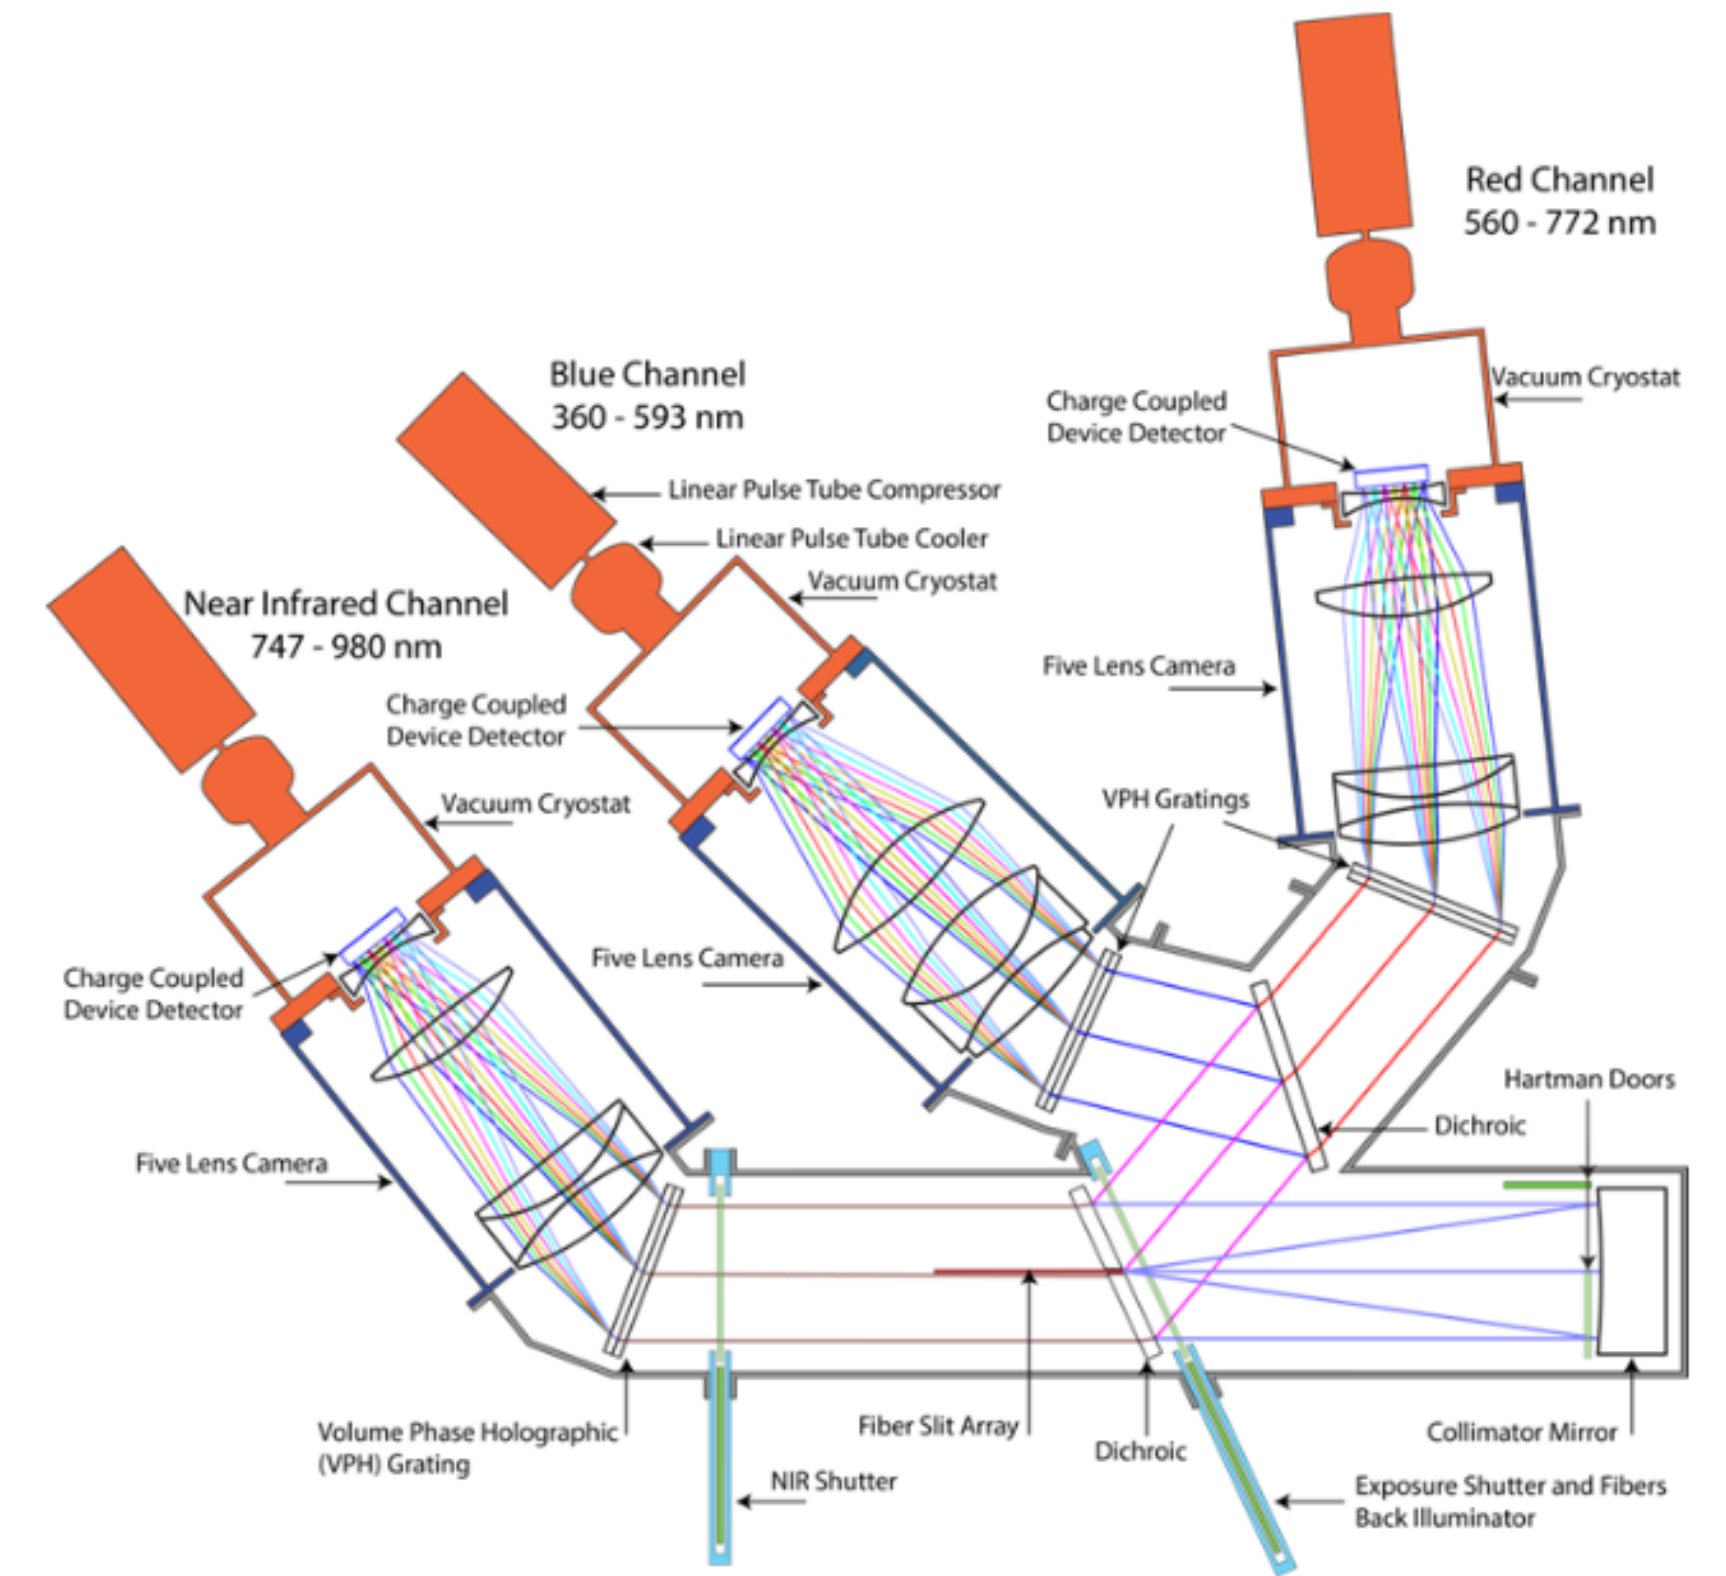 Red Channel
560 - 772 nm
Vacuum Cryostat
Charge Coupled
Device Detector
Blue Channel
360 - 593 nm
Linear Pulse Tube Compressor
Linear Pulse Tube Cooler
Vacuum Cryostat
Near Infrared Channel
747 - 980 nm
Charge Coupled
Device Detector
Five Lens Camera
VPH Gratings
Vacuum Cryostat
Five Lens Camera
Charge Coupled
Device Detector
Hartman Doors
Dichroic
Five Lens Camera
Volume Phase Holographic
(VPH) Grating
Fiber Slit Array
Dichroic
Collimator Mirror
NIR Shutter
Exposure Shutter and Fibers
Back Illuminator